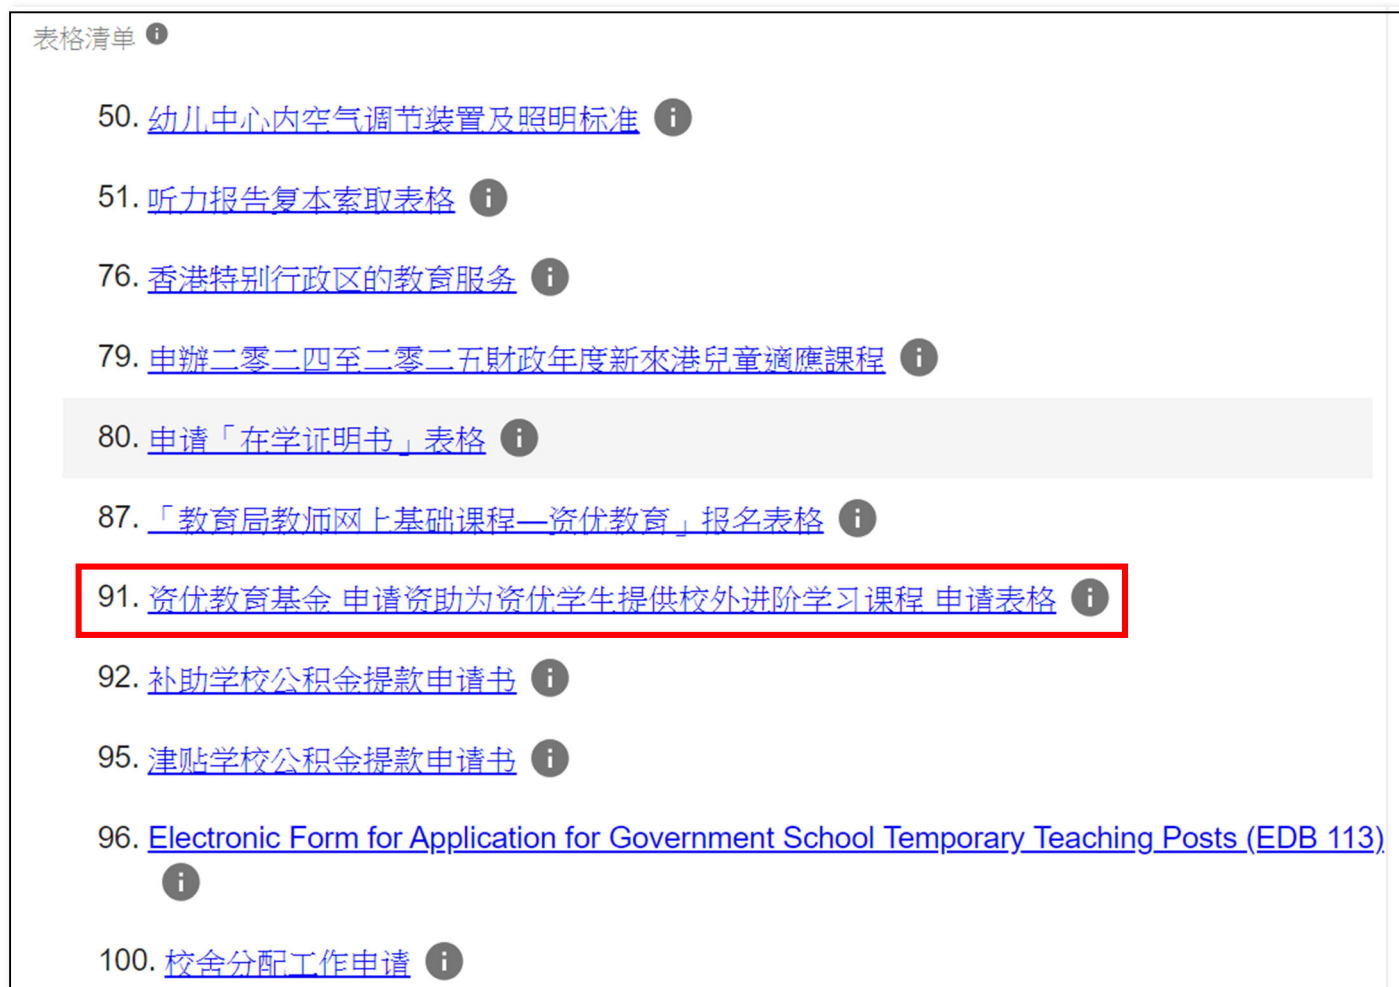 表格清单
50. 幼儿中心内空气调节装置及照明标准
51. 听力报告复本索取表格
76. 香港特别行政区的教育服务
79. 申辦二零二四至二零二五財政年度新來港兒童適應課程
80. 申请「在学证明书」表格
87. 「教育局教师网上基础课程—资优教育」报名表格
91. 资优教育基金 申请资助为资优学生提供校外进阶学习课程 申请表格
92. 补助学校公积金提款申请书
95. 津贴学校公积金提款申请书
96. Electronic Form for Application for Government School Temporary Teaching Posts (EDB 113)
100. 校舍分配工作申请